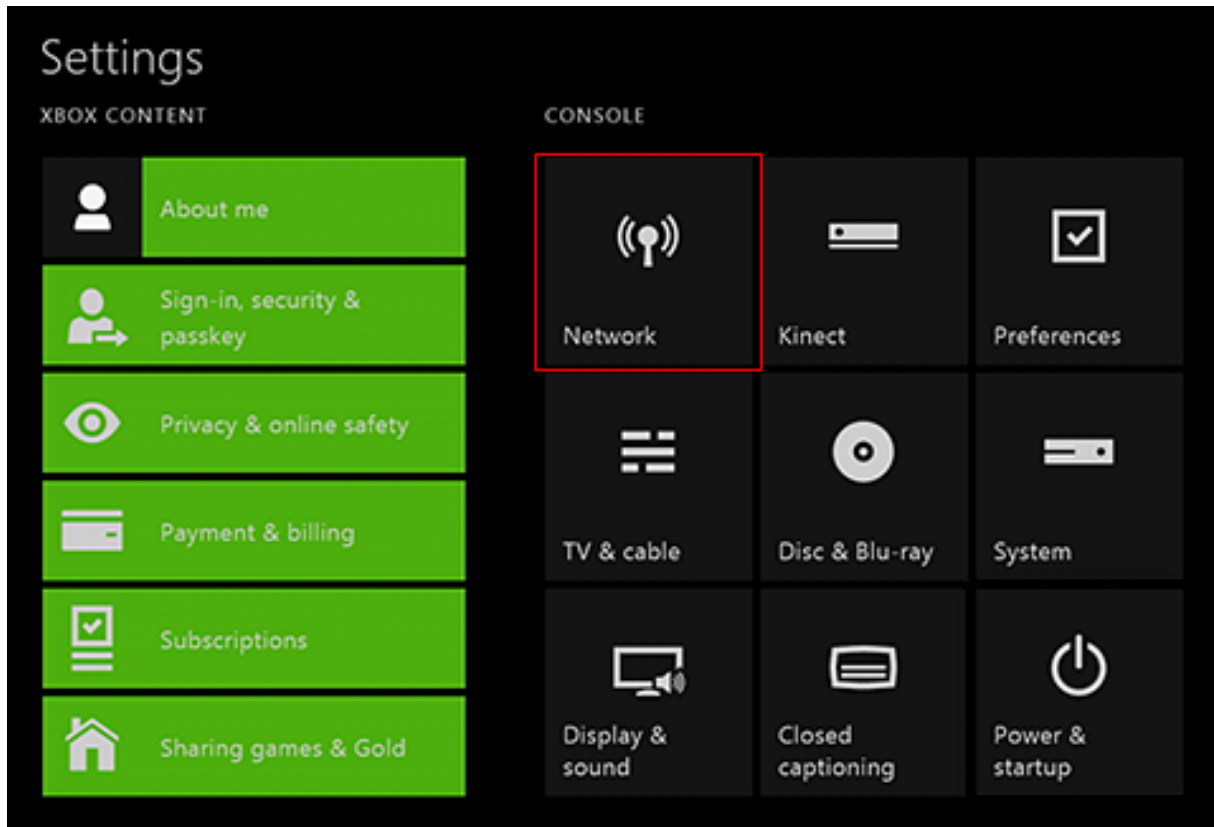 Settings
XBOX CONTENT
About me
Sign-in, security &
passkey
Privacy & online safety
Payment & billing
Subscriptions
Sharing games & Gold
CONSOLE
Network
Kinect
Preferences
TV & cable
Disc & Blu-ray
System
Display &
sound
Closed
captioning
Power &
startup